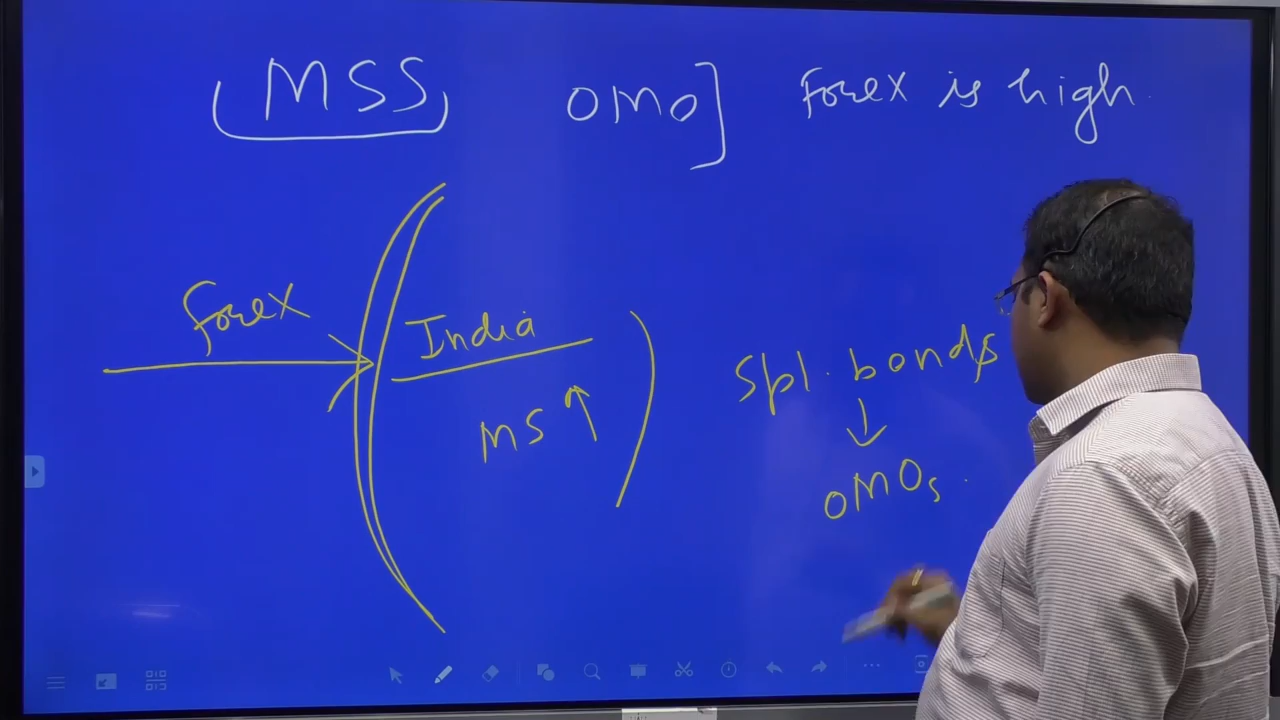 MSS OMO] Forex is high.
Forex
India
MS ↑
Spl. bonds
↓
OMOs.